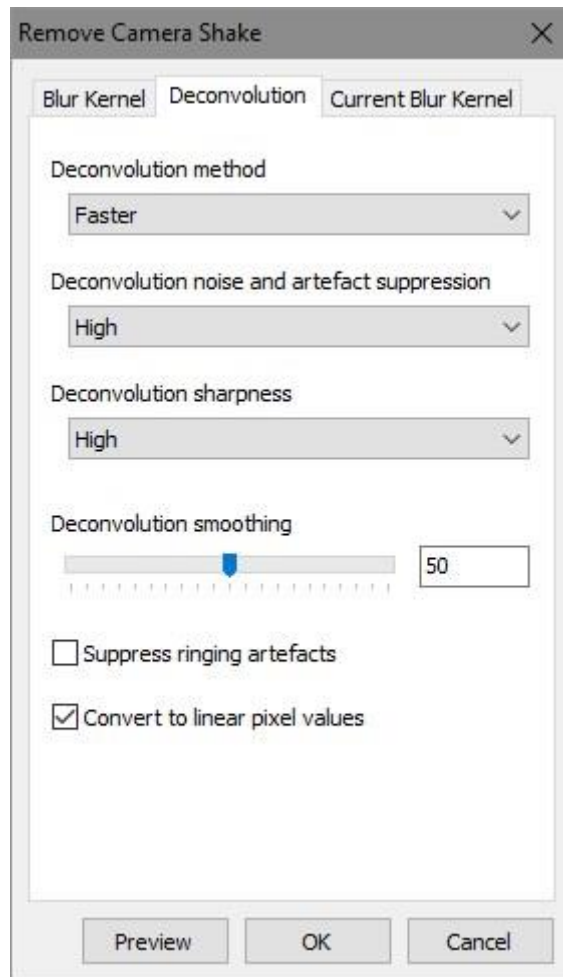 Remove Camera Shake
Blur Kernel Deconvolution Current Blur Kernel
Deconvolution method
Faster
Deconvolution noise and artefact suppression
High
Deconvolution sharpness
High
Deconvolution smoothing
50
Suppress ringing artefacts
Convert to linear pixel values
Preview OK Cancel